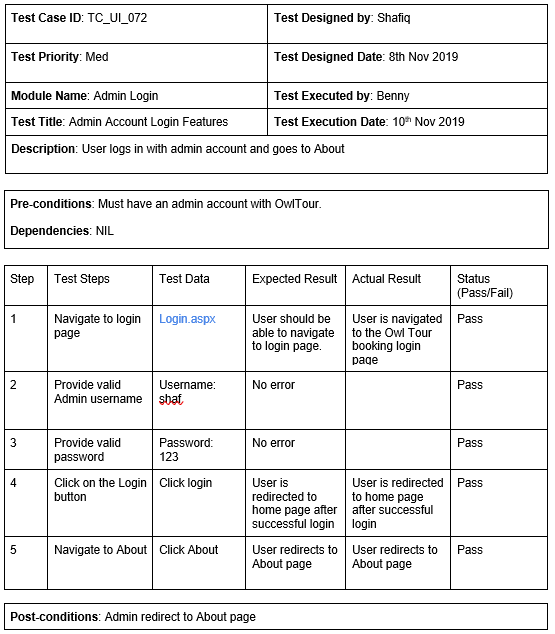 Test Case ID: TC_UI_072
Test Designed by: Shafiq
Test Priority: Med
Test Designed Date: 8th Nov 2019
Module Name: Admin Login
Test Executed by: Benny
Test Title: Admin Account Login Features
Test Execution Date: 10th Nov 2019
Description: User logs in with admin account and goes to About
Pre-conditions: Must have an admin account with OwlTour.
Dependencies: NIL
Step
Test Steps
Test Data
Expected Result
Actual Result
Status
(Pass/Fail)
1
Navigate to login
page
Login.aspx
User should be
able to navigate
to login page.
User is navigated
to the Owl Tour
booking login
page
Pass
2
Provide valid
Admin username
Username:
shaf
No error
Pass
3
Provide valid
password
Password:
123
No error
Pass
4
Click on the Login
button
Click login
User is
redirected to
home page after
successful login
User is redirected
to home page
after successful
login
Pass
5
Navigate to About
Click About
User redirects to
About page
User redirects to
About page
Pass
Post-conditions: Admin redirect to About page